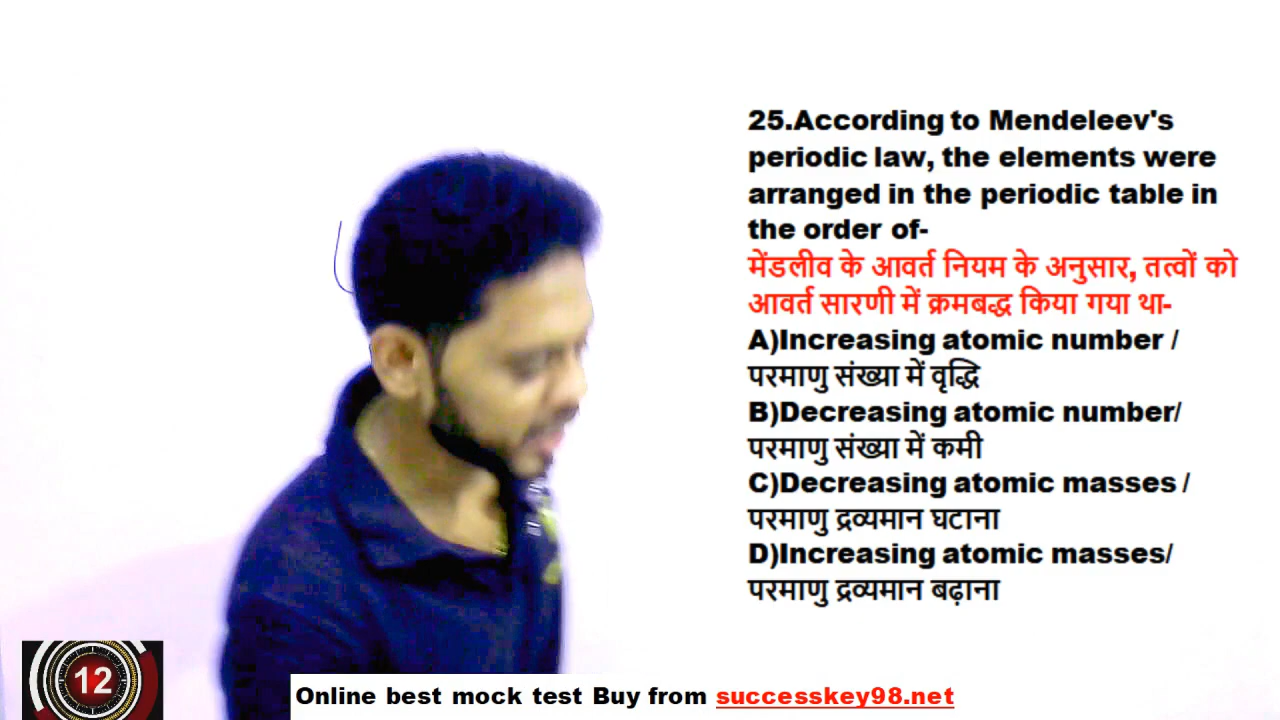 25.According to Mendeleev's
periodic law, the elements were
arranged in the periodic table in
the order of-
मेंडलीव के आवर्त नियम के अनुसार, तत्वों को
आवर्त सारणी में क्रमबद्ध किया गया था-
A)Increasing atomic number /
परमाणु संख्या में वृद्धि
B)Decreasing atomic number/
परमाणु संख्या में कमी
C)Decreasing atomic masses /
परमाणु द्रव्यमान घटाना
D)Increasing atomic masses/
परमाणु द्रव्यमान बढ़ाना
12
Online best mock test Buy from successkey98.net